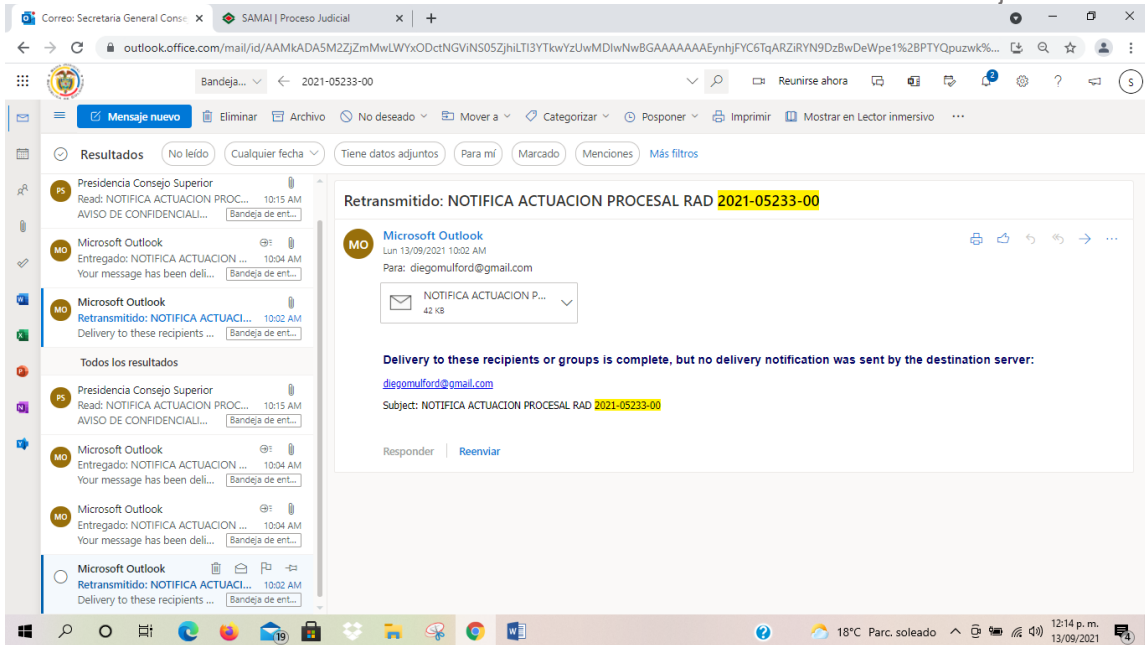 Correo: Secretaria General Conse
SAMAI | Proceso Judicial
outlook.office.com/mail/id/AAMkADA5M2ZjZmMwLWYxODctNGViNS05ZjhiLTI3YTkwYzUwMDIwNwBGAAAAAAAEynhjFYC6TqARZiRYN9DzBwDeWpe1%2BPTYQpuzwk%...
Bandeja...
2021-05233-00
Reunirse ahora
2
S
Mensaje nuevo
Eliminar
Archivo
No deseado
Mover a
Categorizar
Posponer
Imprimir
Mostrar en Lector inmersivo
...
Resultados
No leído
Cualquier fecha
Tiene datos adjuntos
Para mí
Marcado
Menciones
Más filtros
PS
Presidencia Consejo Superior
Read: NOTIFICA ACTUACION PROC... 10:15 AM
AVISO DE CONFIDENCIALI... Bandeja de ent...
MO
Microsoft Outlook
Entregado: NOTIFICA ACTUACION ... 10:04 AM
Your message has been deli... Bandeja de ent...
MO
Microsoft Outlook
Retransmitido: NOTIFICA ACTUACI... 10:02 AM
Delivery to these recipients ... Bandeja de ent...
Todos los resultados
PS
Presidencia Consejo Superior
Read: NOTIFICA ACTUACION PROC... 10:15 AM
AVISO DE CONFIDENCIALI... Bandeja de ent...
MO
Microsoft Outlook
Entregado: NOTIFICA ACTUACION ... 10:04 AM
Your message has been deli... Bandeja de ent...
MO
Microsoft Outlook
Entregado: NOTIFICA ACTUACION ... 10:04 AM
Your message has been deli... Bandeja de ent...
Microsoft Outlook
Retransmitido: NOTIFICA ACTUACI... 10:02 AM
Delivery to these recipients ... Bandeja de ent...
Retransmitido: NOTIFICA ACTUACION PROCESAL RAD 2021-05233-00
MO
Microsoft Outlook
Lun 13/09/2021 10:02 AM
Para: diegomulford@gmail.com
NOTIFICA ACTUACION P...
42 KB
Delivery to these recipients or groups is complete, but no delivery notification was sent by the destination server:
diegomulford@gmail.com
Subject: NOTIFICA ACTUACION PROCESAL RAD 2021-05233-00
Responder
Reenviar
19
18°C Parc. soleado
12:14 p. m.
13/09/2021
4